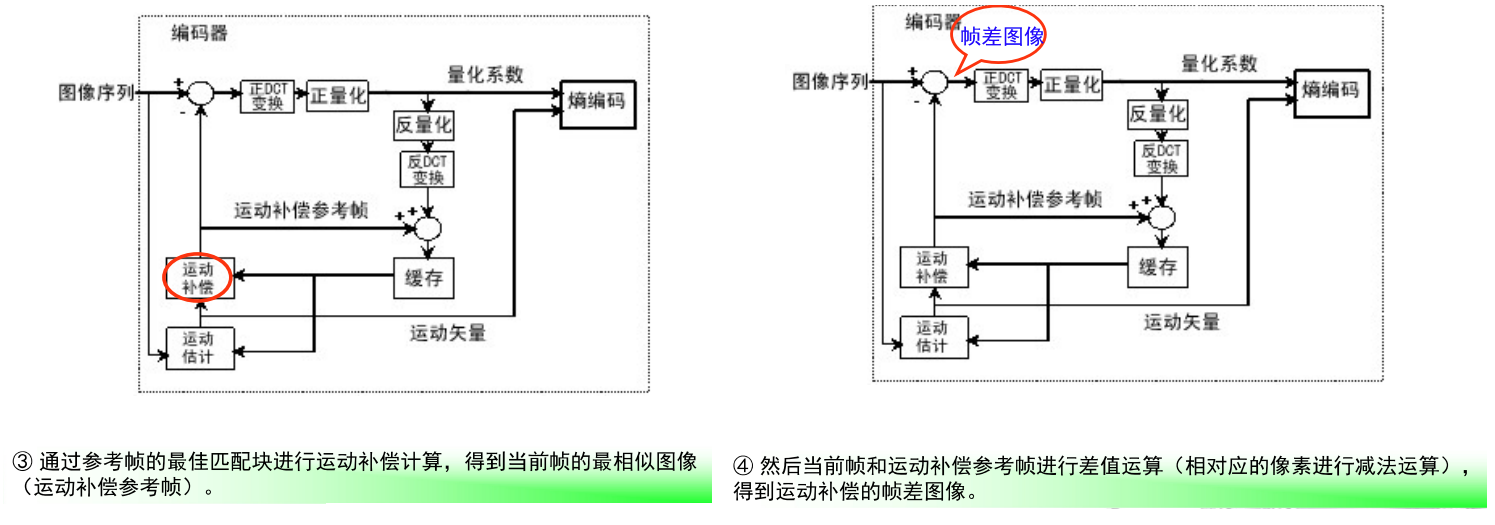 编码器
图像序列
+
-
正DCT
变换
正量化
量化系数
熵编码
反量化
反DCT
变换
运动补偿参考帧
+
+
运动
补偿
缓存
运动矢量
运动
估计
③ 通过参考帧的最佳匹配块进行运动补偿计算，得到当前帧的最相似图像
（运动补偿参考帧）。
编码器
帧差图像
图像序列
+
-
正DCT
变换
正量化
量化系数
熵编码
反量化
反DCT
变换
运动补偿参考帧
+
+
运动
补偿
缓存
运动矢量
运动
估计
④ 然后当前帧和运动补偿参考帧进行差值运算（相对应的像素进行减法运算），
得到运动补偿的帧差图像。